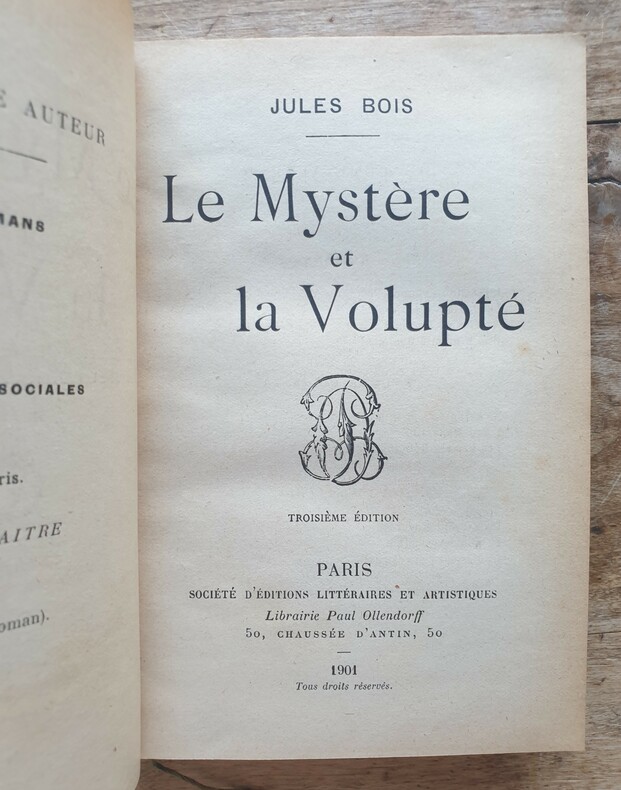 E AUTEUR
MANS
SOCIALES
ris.
AITRE
oman).
JULES BOIS
Le Mystère
et
la Volupté
TROISIÈME ÉDITION
PARIS
SOCIÉTÉ D'ÉDITIONS LITTÉRAIRES ET ARTISTIQUES
Librairie Paul Ollendorff
50, CHAUSSÉE D'ANTIN, 50
1901
Tous droits réservés.